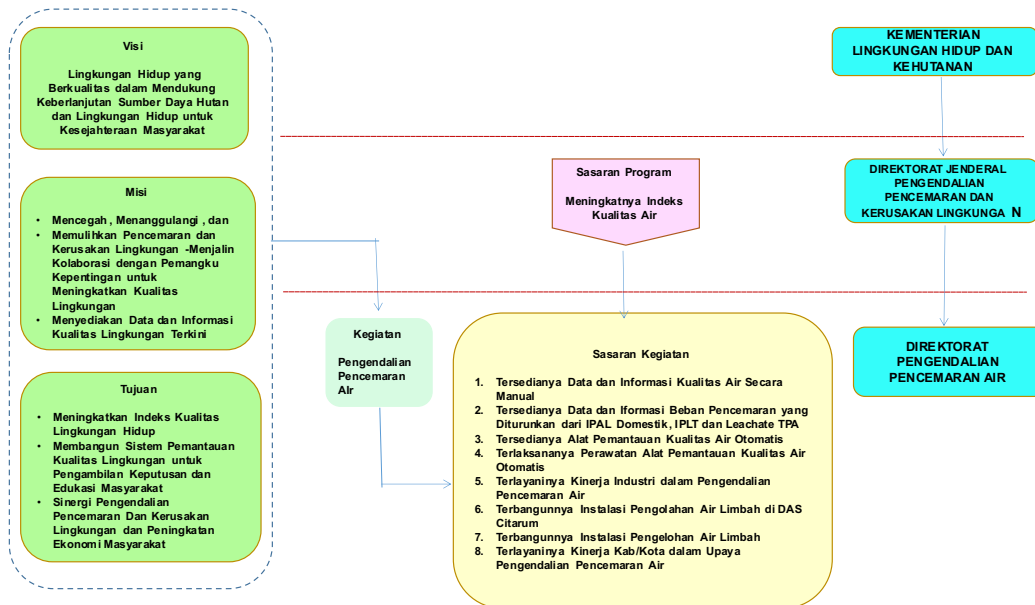 Visi
Lingkungan Hidup yang
Berkualitas dalam Mendukung
Keberlanjutan Sumber Daya Hutan
dan Lingkungan Hidup untuk
Kesejahteraan Masyarakat
Misi
• Mencegah , Menanggulangi , dan
• Memulihkan Pencemaran dan
Kerusakan Lingkungan -Menjalin
Kolaborasi dengan Pemangku
Kepentingan untuk
Meningkatkan Kualitas
Lingkungan
• Menyediakan Data dan Informasi
Kualitas Lingkungan Terkini
Tujuan
• Meningkatkan Indeks Kualitas
Lingkungan Hidup
• Membangun Sistem Pemantauan
Kualitas Lingkungan untuk
Pengambilan Keputusan dan
Edukasi Masyarakat
• Sinergi Pengendalian
Pencemaran Dan Kerusakan
Lingkungan dan Peningkatan
Ekonomi Masyarakat
Kegiatan
Pengendalian
Pencemaran
AIr
Sasaran Program
Meningkatnya Indeks
Kualitas Air
Sasaran Kegiatan
1. Tersedianya Data dan Informasi Kualitas Air Secara
Manual
2. Tersedianya Data dan Iformasi Beban Pencemaran yang
Diturunkan dari IPAL Domestik, IPLT dan Leachate TPA
3. Tersedianya Alat Pemantauan Kualitas Air Otomatis
4. Terlaksananya Perawatan Alat Pemantauan Kualitas Air
Otomatis
5. Terlayaninya Kinerja Industri dalam Pengendalian
Pencemaran Air
6. Terbangunnya Instalasi Pengolahan Air Limbah di DAS
Citarum
7. Terbangunnya Instalasi Pengelohan Air Limbah
8. Terlayaninya Kinerja Kab/Kota dalam Upaya
Pengendalian Pencemaran Air
KEMENTERIAN
LINGKUNGAN HIDUP DAN
KEHUTANAN
DIREKTORAT JENDERAL
PENGENDALIAN
PENCEMARAN DAN
KERUSAKAN LINGKUNGA N
DIREKTORAT
PENGENDALIAN
PENCEMARAN AIR